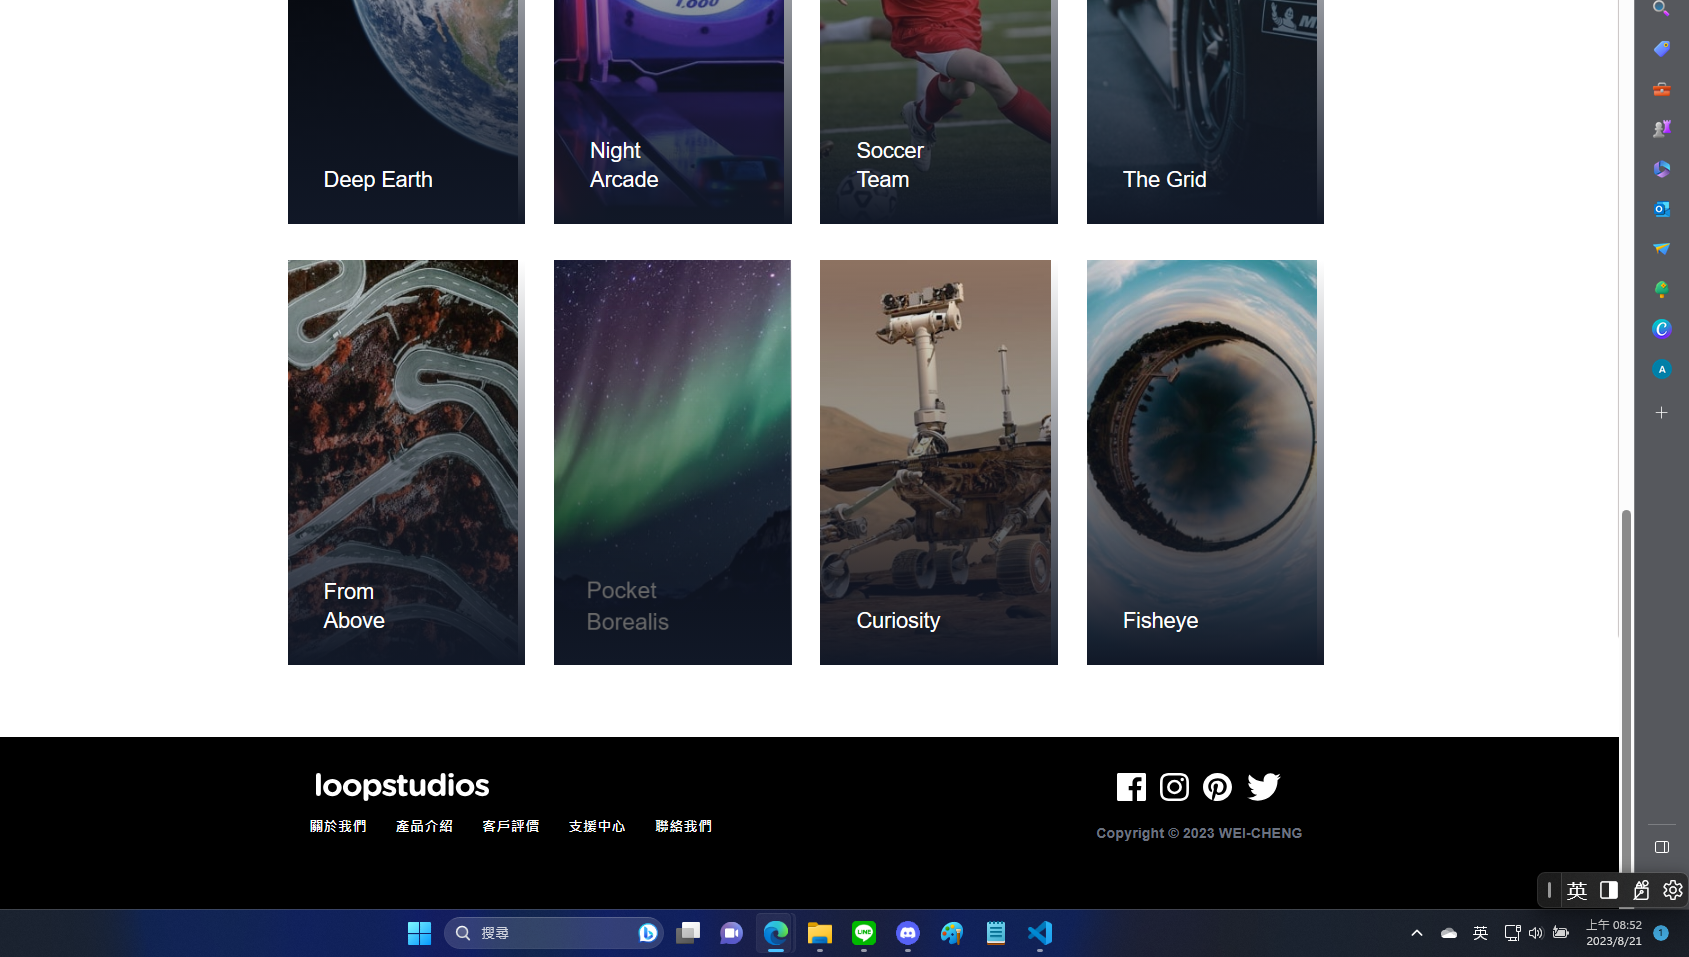 1.000
Night
Arcade
Deep Earth
Soccer
Team
The Grid
From
Above
Pocket
Borealis
Curiosity
Fisheye
loopstudios
關於我們 產品介紹 客戶評價 支援中心 聯絡我們
Copyright © 2023 WEI-CHENG
英
搜尋
英
上午 08:52
2023/8/21
1